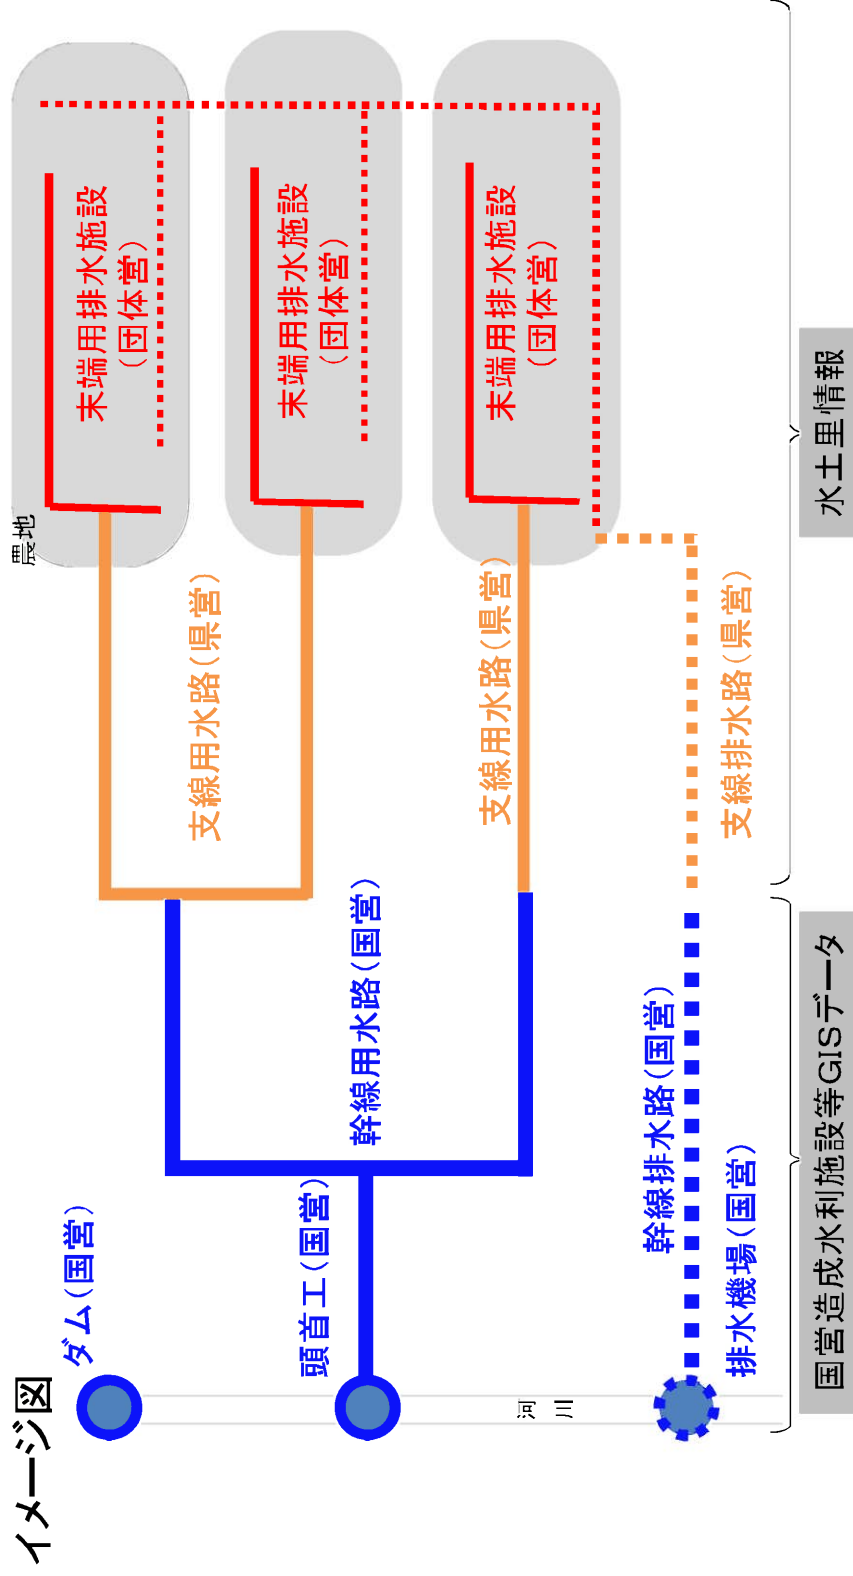 イメージ図
農地
ダム(国営)
支線用水路(県営)
末端用排水施設
(団体営)
頭首工(国営)
幹線用水路(国営)
末端用排水施設
(団体営)
支線用水路(県営)
末端用排水施設
(団体営)
河
川
幹線排水路(国営)
排水機場(国営)
支線排水路(県営)
国営造成水利施設等GISデータ
水土里情報